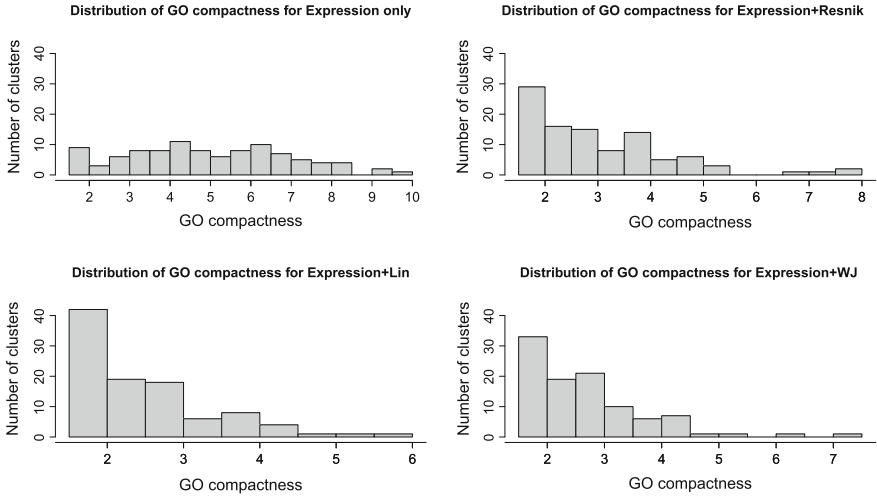 Distribution of GO compactness for Expression only
Number of clusters
0 10 20 30 40
2 3 4 5 6 7 8 9 10
GO compactness
Distribution of GO compactness for Expression+Resnik
Number of clusters
0 10 20 30 40
2 3 4 5 6 7 8
GO compactness
Distribution of GO compactness for Expression+Lin
Number of clusters
0 10 20 30 40
2 3 4 5 6
GO compactness
Distribution of GO compactness for Expression+WJ
Number of clusters
0 10 20 30 40
2 3 4 5 6 7
GO compactness